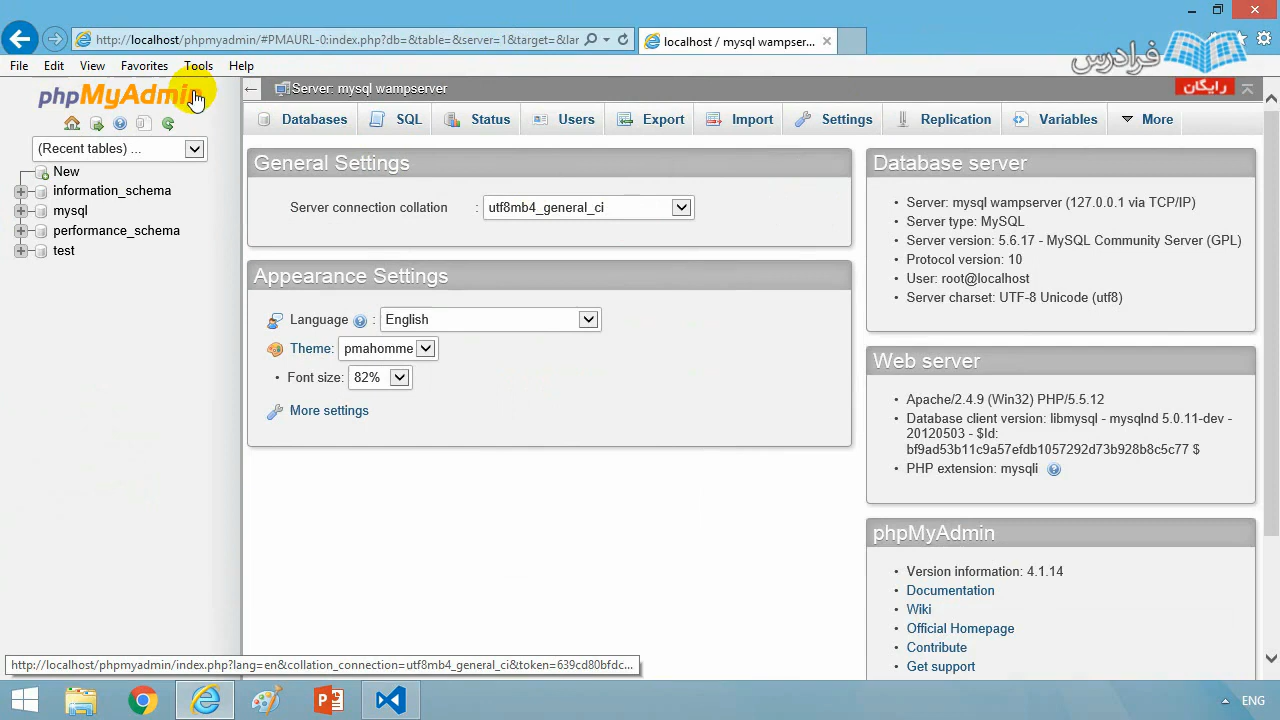 http://localhost/phpmyadmin/#PMAURL-0:index.php?db=&table=&server=1&target=&lar
localhost / mysql wampser...
فرادرس
رایگان
File Edit View Favorites Tools Help
phpMyAdmin
Server: mysql wampserver
Databases SQL Status Users Export Import Settings Replication Variables More
(Recent tables) ...
New
information_schema
mysql
performance_schema
test
General Settings
Server connection collation : utf8mb4_general_ci
Appearance Settings
Language : English
Theme: pmahomme
• Font size: 82%
More settings
Database server
• Server: mysql wampserver (127.0.0.1 via TCP/IP)
• Server type: MySQL
• Server version: 5.6.17 - MySQL Community Server (GPL)
• Protocol version: 10
• User: root@localhost
• Server charset: UTF-8 Unicode (utf8)
Web server
• Apache/2.4.9 (Win32) PHP/5.5.12
• Database client version: libmysql - mysqlnd 5.0.11-dev -
20120503 - $Id:
bf9ad53b11c9a57efdb1057292d73b928b8c5c77 $
• PHP extension: mysqli
phpMyAdmin
• Version information: 4.1.14
• Documentation
• Wiki
• Official Homepage
• Contribute
• Get support
http://localhost/phpmyadmin/index.php?lang=en&collation_connection=utf8mb4_general_ci&token=639cd80bfdc...
ENG